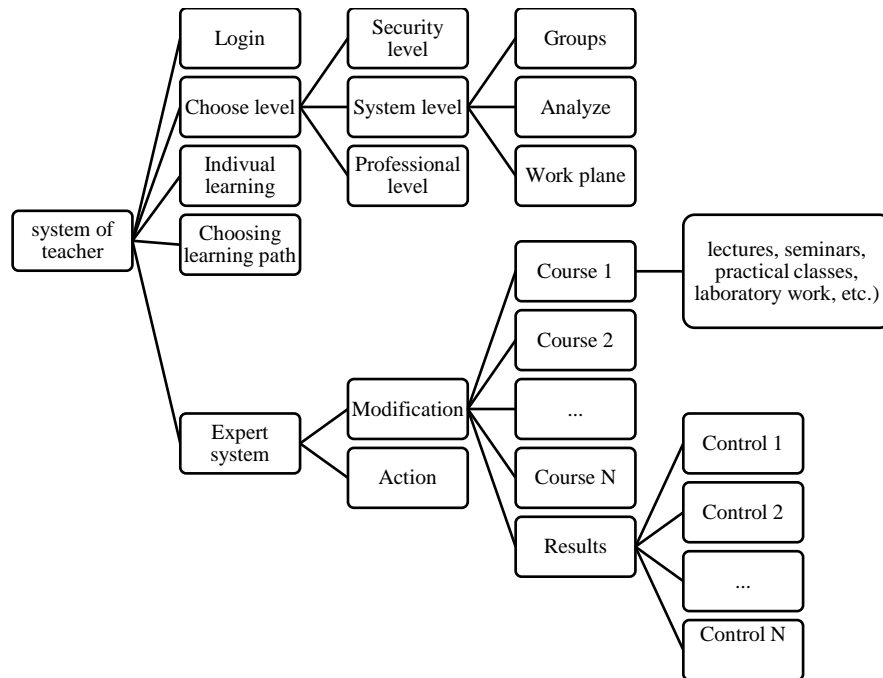 Login
Security
level
Groups
Choose level
System level
Analyze
Indivual
learning
Professional
level
Work plane
system of
teacher
Choosing
learning path
Course 1
lectures, seminars,
practical classes,
laboratory work, etc.)
Course 2
Modification
...
Expert
system
Control 1
Action
Course N
Control 2
Results
...
Control N